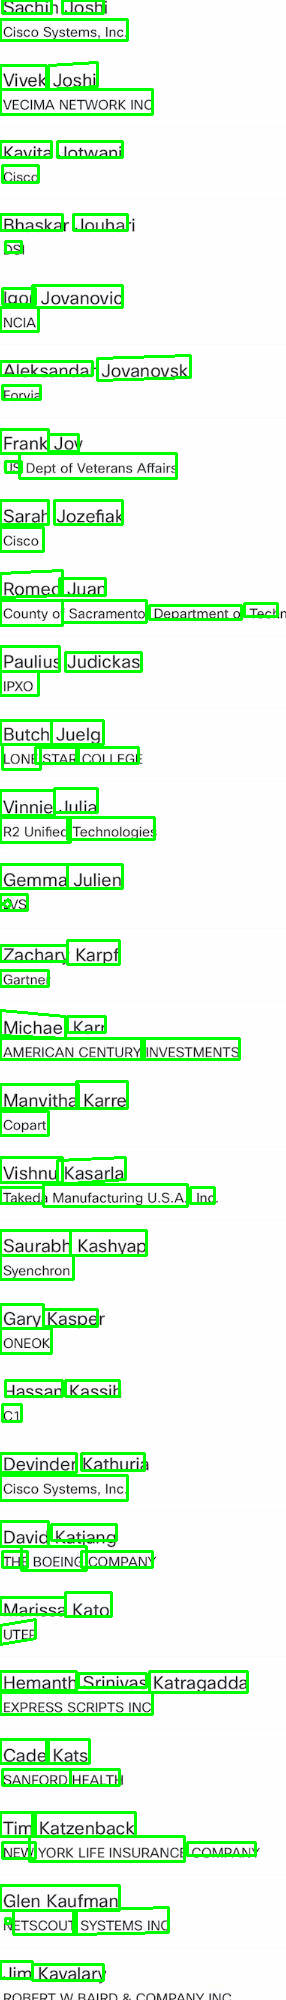 Sachin Joshi
Cisco Systems, Inc.
Vivek Joshi
VECIMA NETWORK INC
Kavita Jotwani
Cisco
Bhaskar Jouhari
DSI
Igor Jovanovic
NCIA
Aleksandar Jovanovsk
Forvia
Frank Jow
US Dept of Veterans Affairs
Sarah Jozefiak
Cisco
Romeo Juan
County of Sacramento Department of Techn
Paulius Judickas
IPXO
Butch Juelg
LONE STAR COLLEGE
Vinnie Julia
R2 Unified Technologies
Gemma Julien
Zachary Karpf
Gartner
Michael Karr
AMERICAN CENTURY INVESTMENTS
Manvitha Karre
Copart
Vishnu Kasarla
Takeda Manufacturing U.S.A. Inc.
Saurabh Kashyap
Syenchron
Gary Kasper
ONEOK
Hassan Kassih
C1
Devinder Kathuria
Cisco Systems, Inc.
David Katjang
THE BOEING COMPANY
Marissa Kato
UTEP
Hemanth Srinivas Katragadda
EXPRESS SCRIPTS INC
Cade Kats
SANFORD HEALTH
Tim Katzenback
NEW YORK LIFE INSURANCE COMPANY
Glen Kaufman
NETSCOUT SYSTEMS INC
Jim Kavalary
ROBERT W BAIRD & COMPANY INC